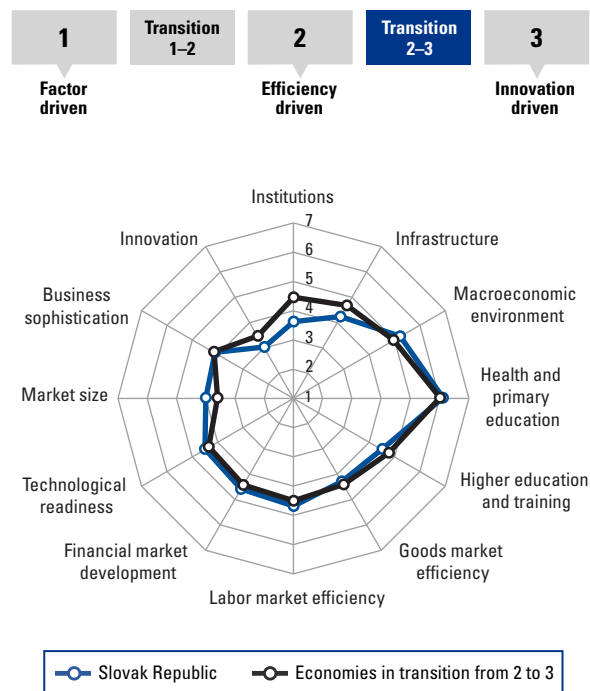 1
Transition
1–2
2
Transition
2–3
3
Factor
driven
Efficiency
driven
Innovation
driven
Institutions
7
6
5
4
3
2
1
Infrastructure
Macroeconomic
environment
Health and
primary
education
Higher education
and training
Goods market
efficiency
Labor market efficiency
Financial market
development
Technological
readiness
Market size
Business
sophistication
Innovation
Slovak Republic
Economies in transition from 2 to 3